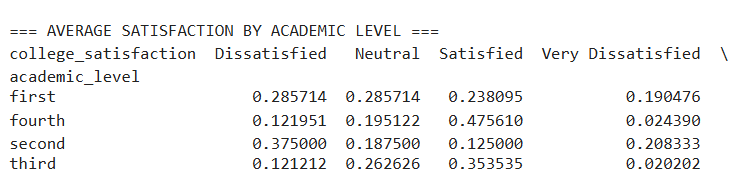 === AVERAGE SATISFACTION BY ACADEMIC LEVEL ===
college_satisfaction  Dissatisfied   Neutral  Satisfied  Very Dissatisfied  \
academic_level
first                     0.285714  0.285714   0.238095           0.190476
fourth                    0.121951  0.195122   0.475610           0.024390
second                    0.375000  0.187500   0.125000           0.208333
third                     0.121212  0.262626   0.353535           0.020202